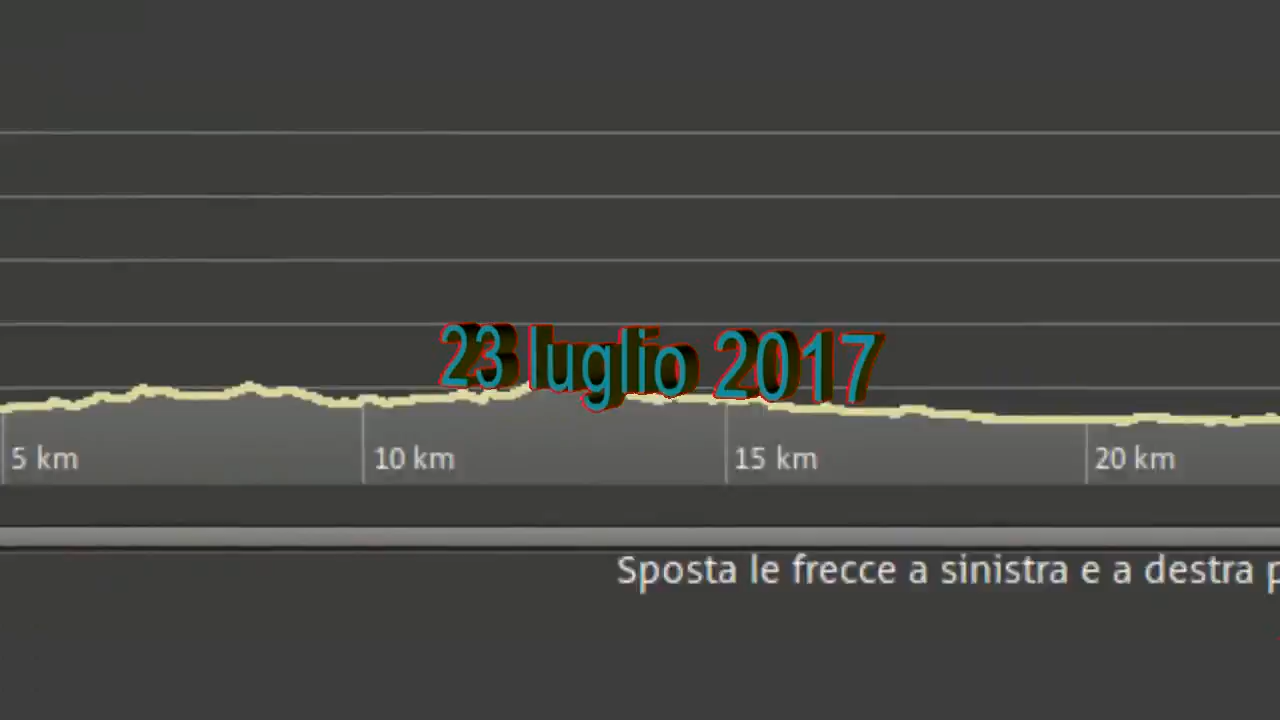 23 luglio 2017
5 km 10 km 15 km 20 km
Sposta le frecce a sinistra e a destra